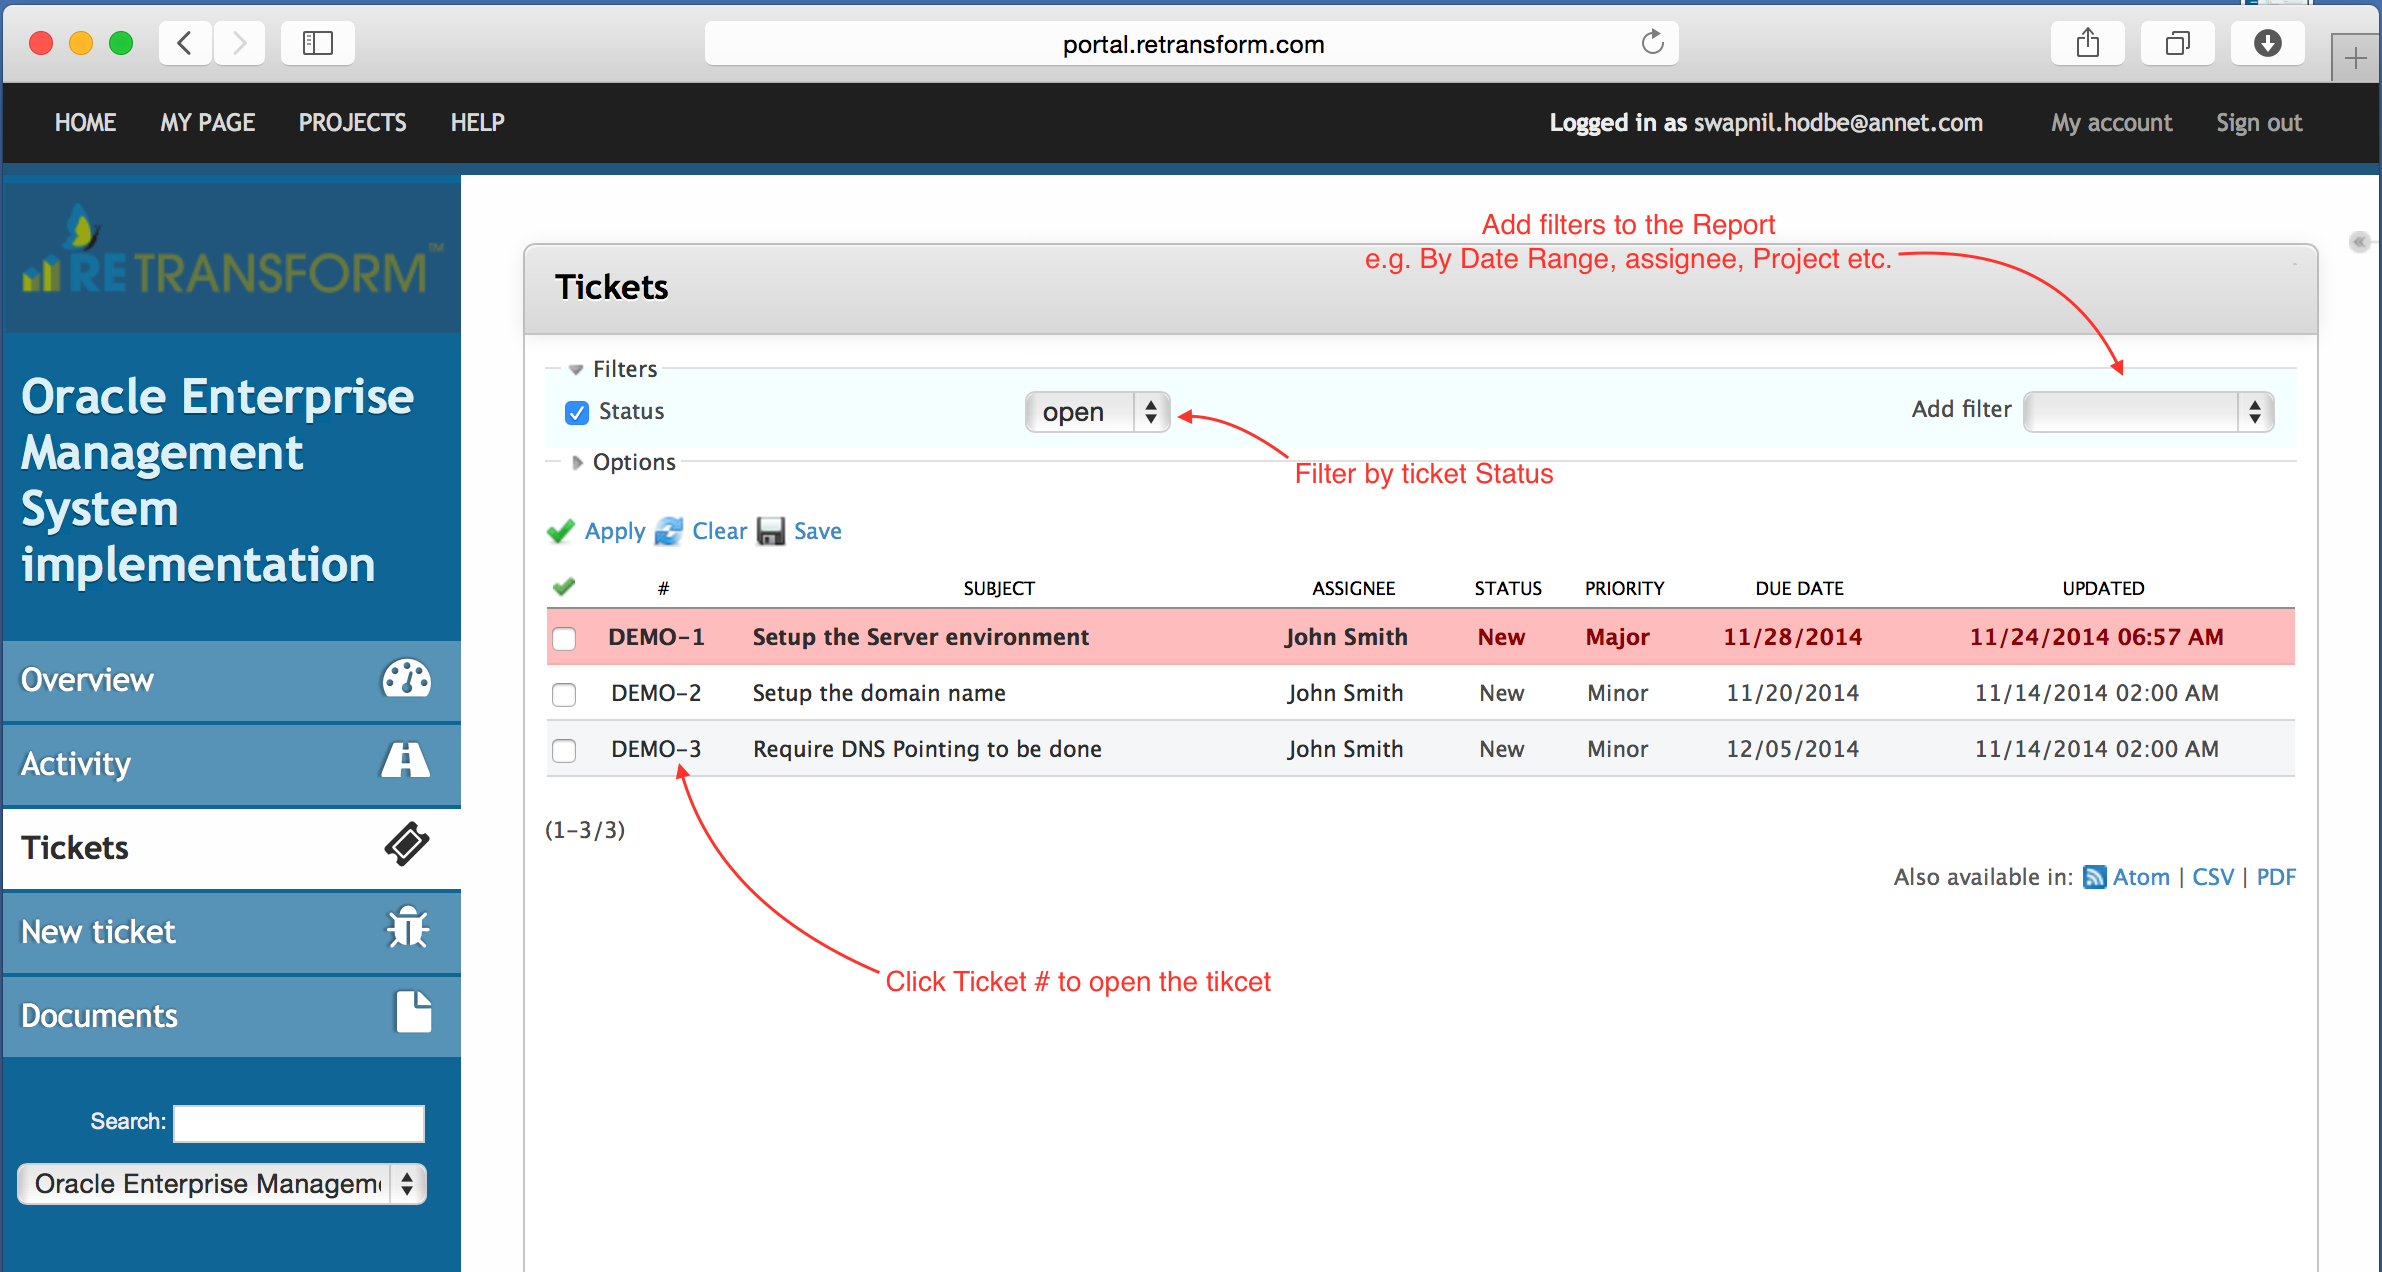 portal.retransform.com
HOME MY PAGE PROJECTS HELP Logged in as swapnil.hodbe@annet.com My account Sign out
RETRANSFORM™
Oracle Enterprise
Management
System
implementation
Overview
Activity
Tickets
New ticket
Documents
Search:
Oracle Enterprise Managem
Add filters to the Report
e.g. By Date Range, assignee, Project etc.
Tickets
Filters
Status open Add filter
Options
Filter by ticket Status
Apply Clear Save
# SUBJECT ASSIGNEE STATUS PRIORITY DUE DATE UPDATED
DEMO-1 Setup the Server environment John Smith New Major 11/28/2014 11/24/2014 06:57 AM
DEMO-2 Setup the domain name John Smith New Minor 11/20/2014 11/14/2014 02:00 AM
DEMO-3 Require DNS Pointing to be done John Smith New Minor 12/05/2014 11/14/2014 02:00 AM
(1-3/3)
Also available in: Atom | CSV | PDF
Click Ticket # to open the tikcet